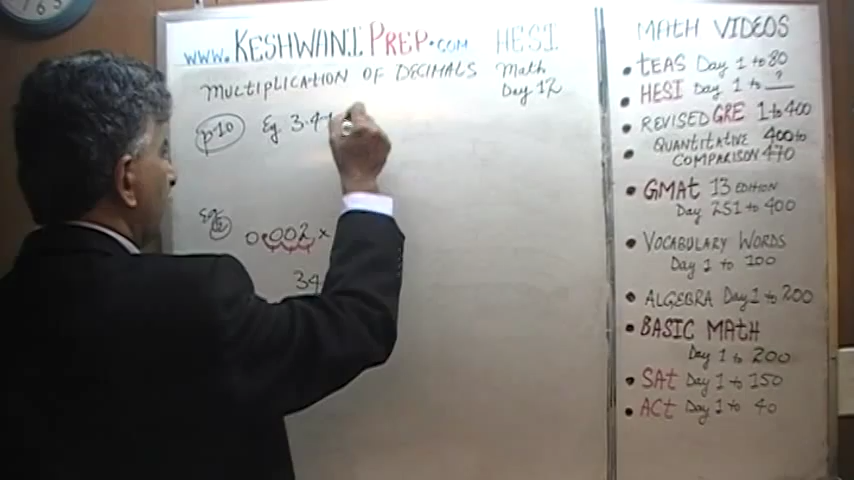 www.KESHWANIPREP.COM HESI
MULTIPLICATION OF DECIMALS Math
Day 12
p.10 Eg 3.4
Eg
0.002 x
34
MATH VIDEOS
• TEAS Day 1 to 80
• HESI Day 1 to ?
• REVISED GRE 1 to 400
• QUANTITATIVE 400 to
COMPARISON 470
• GMAT 13 EDITION
Day 251 to 400
• VOCABULARY WORDS
Day 1 to 100
• ALGEBRA Day 1 to 200
• BASIC MATH
Day 1 to 200
• SAT Day 1 to 150
• ACT Day 1 to 40